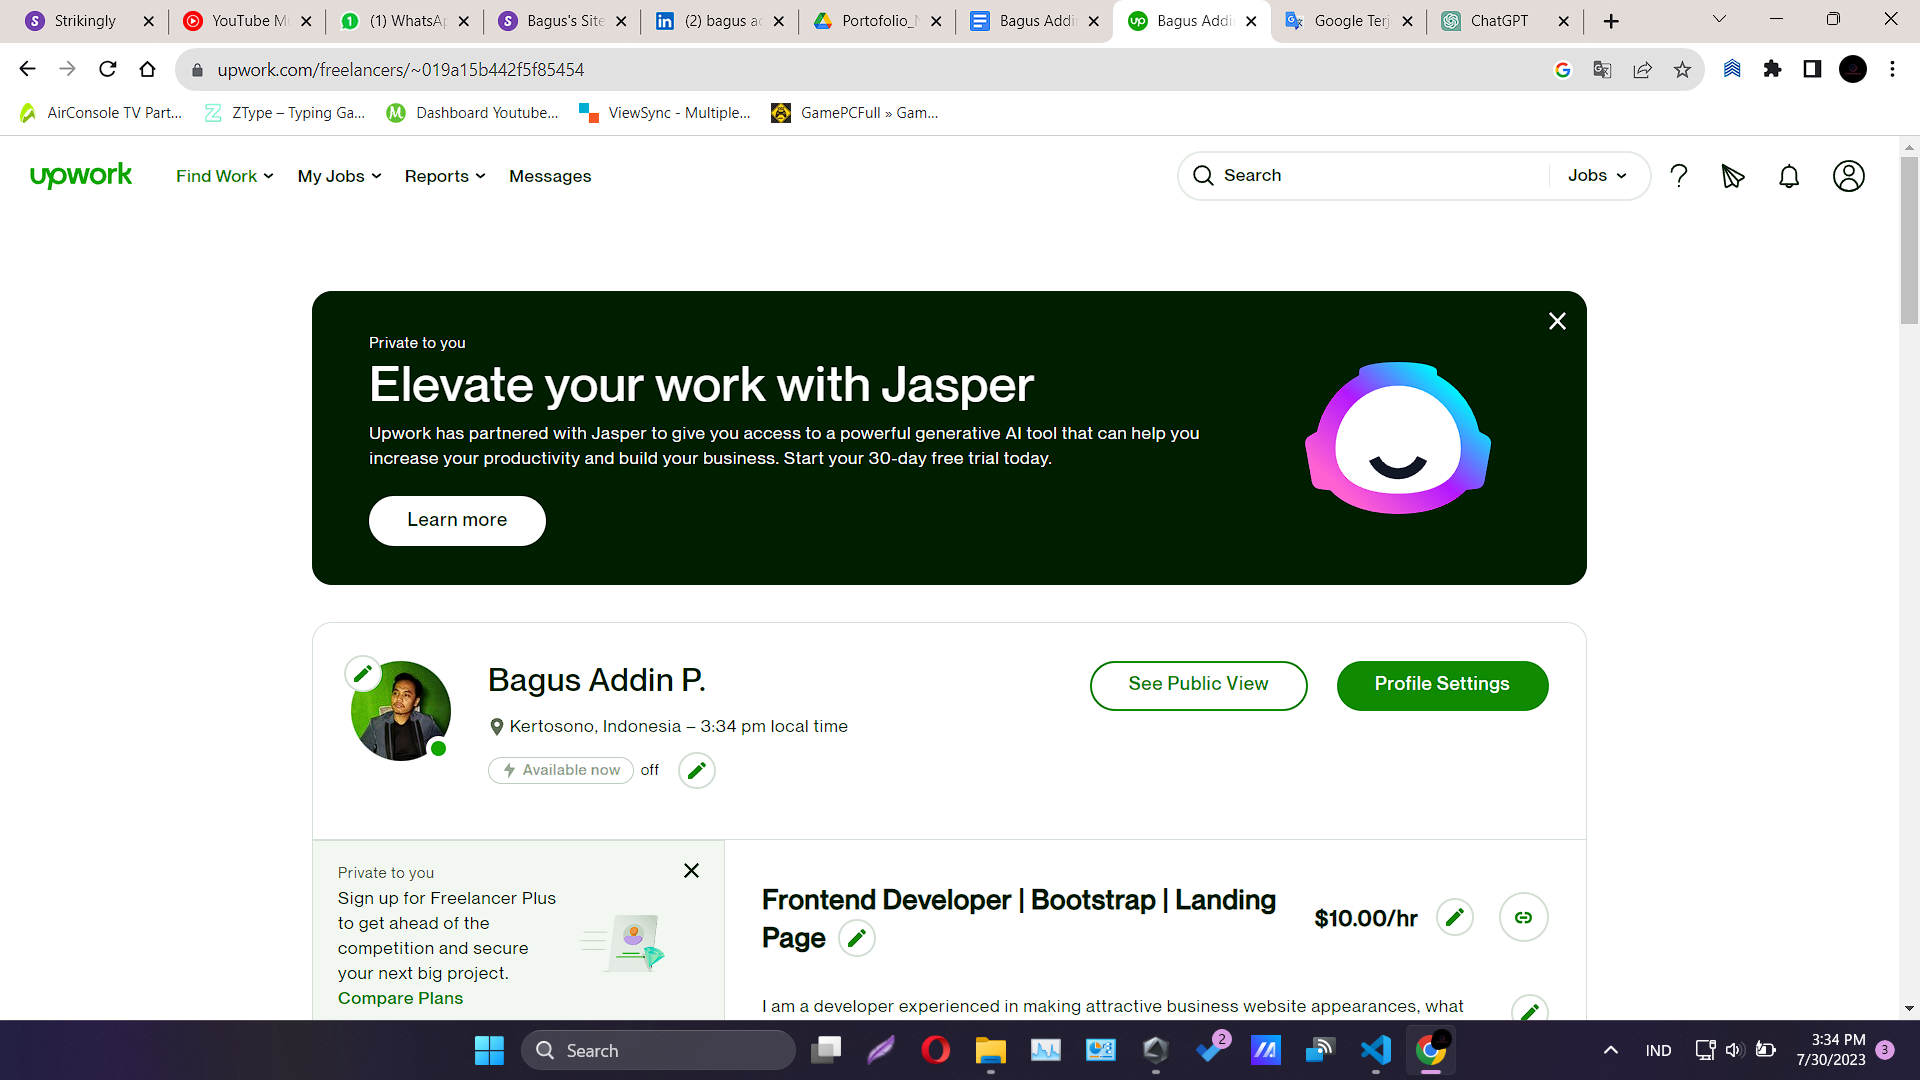 Strikingly
YouTube M
(1) WhatsAp
Bagus's Site
(2) bagus ad
Portofolio_N
Bagus Addi
Bagus Addi
Google Terj
ChatGPT
upwork.com/freelancers/~019a15b442f5f85454
AirConsole TV Part...
ZType – Typing Ga...
Dashboard Youtube...
ViewSync - Multiple...
GamePCFull » Gam...
upwork
Find Work
My Jobs
Reports
Messages
Search
Jobs
Private to you
Elevate your work with Jasper
Upwork has partnered with Jasper to give you access to a powerful generative AI tool that can help you
increase your productivity and build your business. Start your 30-day free trial today.
Learn more
Bagus Addin P.
See Public View
Profile Settings
Kertosono, Indonesia – 3:34 pm local time
Available now off
Private to you
Sign up for Freelancer Plus
to get ahead of the
competition and secure
your next big project.
Compare Plans
Frontend Developer | Bootstrap | Landing
Page
$10.00/hr
I am a developer experienced in making attractive business website appearances, what
Search
2
IND
3:34 PM
7/30/2023
3